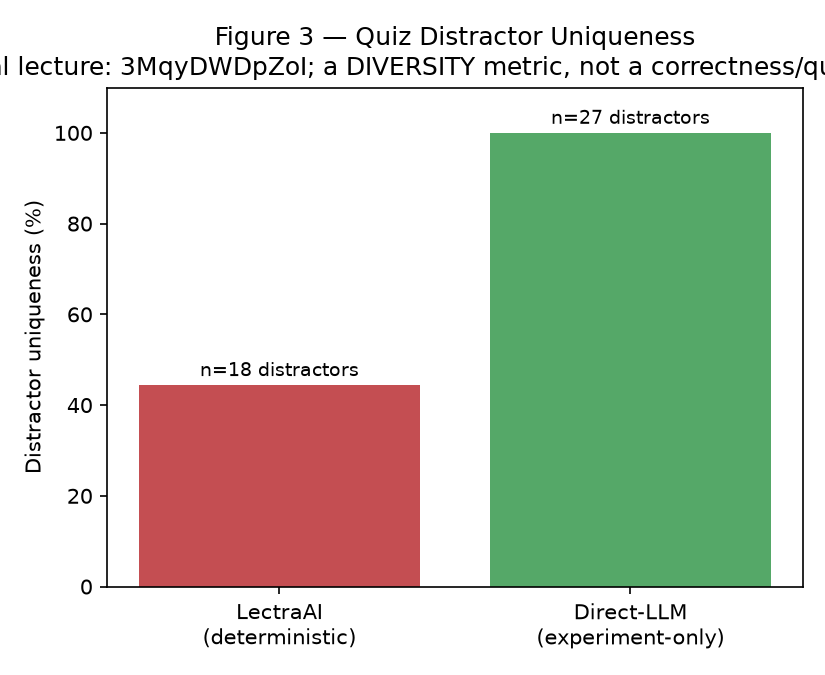 Figure 3 — Quiz Distractor Uniqueness
lecture: 3MqyDWDpZoI; a DIVERSITY metric, not a
n=27 distractors
n=18 distractors
Distractor uniqueness (%)
100
80
60
40
20
0
LectraAI
(deterministic)
Direct-LLM
(experiment-only)